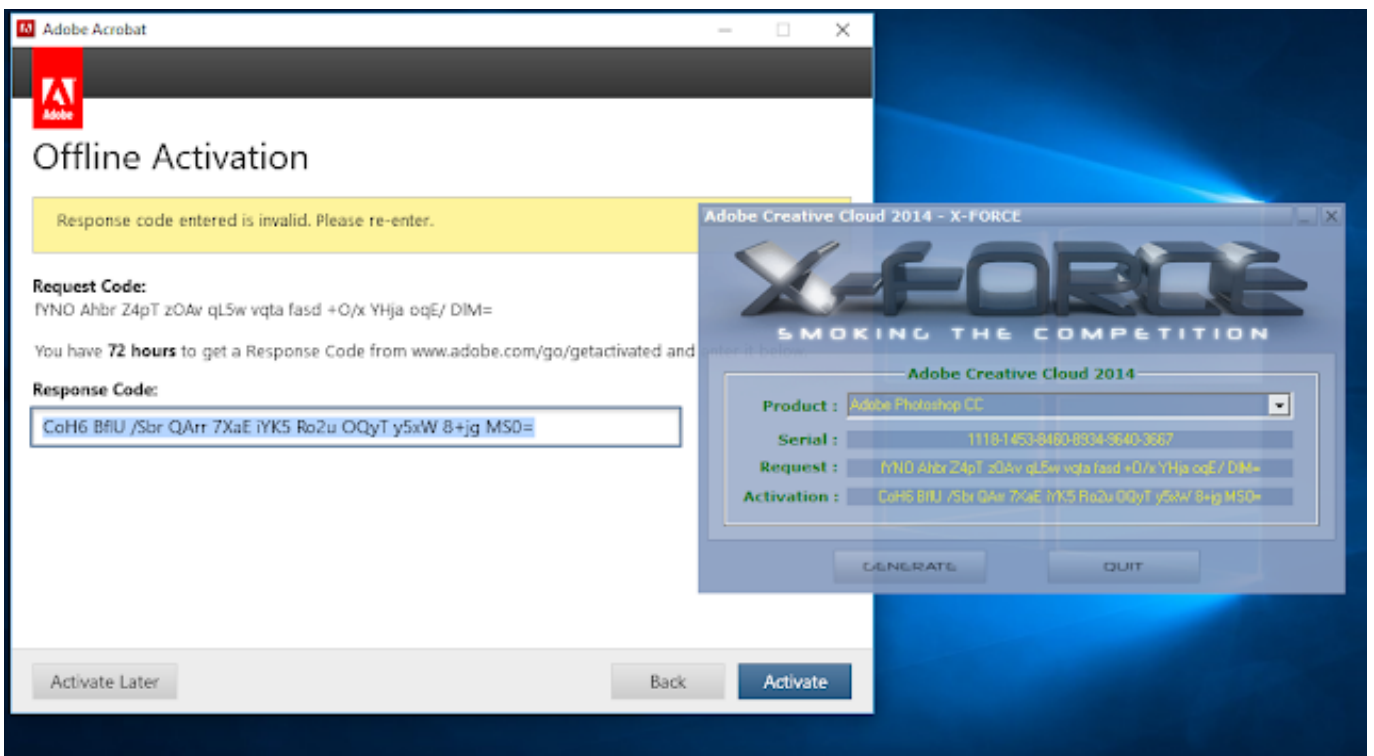 Adobe Acrobat
Adobe
Offline Activation
Response code entered is invalid. Please re-enter.
Request Code:
fYNO Ahbr Z4pT zOAv qL5w vqta fasd +O/x YHja oqE/ DlM=
You have 72 hours to get a Response Code from www.adobe.com/go/getactivated and enter it below.
Response Code:
CoH6 BflU /Sbr QArr 7XaE iYK5 Ro2u OQyT y5xW 8+jg MS0=
Activate Later
Back
Activate
Adobe Creative Cloud 2014 - X-FORCE
X-FORCE
SMOKING THE COMPETITION
Adobe Creative Cloud 2014
Product : Adobe Photoshop CC
Serial : 1118-1453-8460-8934-9640-3667
Request : fYNO Ahbr Z4pT zOAv qL5w vqta fasd +O/x YHja oqE/ DlM=
Activation : CoH6 BflU /Sbr QArr 7XaE iYK5 Ro2u OQyT y5xW 8+jg MS0=
GENERATE
QUIT